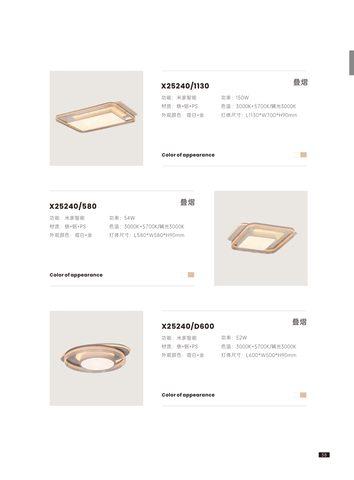 X25240/1130
叠熠
功能： 米家智能
功率： 150W
材质： 铁+铝+PS
色温： 3000K+5700K/辅光3000K
外观颜色： 哑白+金
灯体尺寸： L1130*W700*H90mm
Color of appearance
X25240/580
叠熠
功能： 米家智能
功率： 54W
材质： 铁+铝+PS
色温： 3000K+5700K/辅光3000K
外观颜色： 哑白+金
灯体尺寸： L580*W580*H90mm
Color of appearance
X25240/D600
叠熠
功能： 米家智能
功率： 52W
材质： 铁+铝+PS
色温： 3000K+5700K/辅光3000K
外观颜色： 哑白+金
灯体尺寸： L600*W500*H90mm
Color of appearance